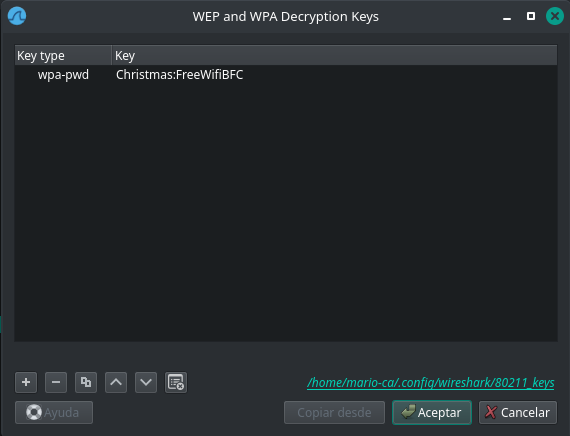 WEP and WPA Decryption Keys
Key type Key
wpa-pwd Christmas:FreeWifiBFC
/home/mario-ca/.config/wireshark/80211_keys
Ayuda Copiar desde Aceptar Cancelar